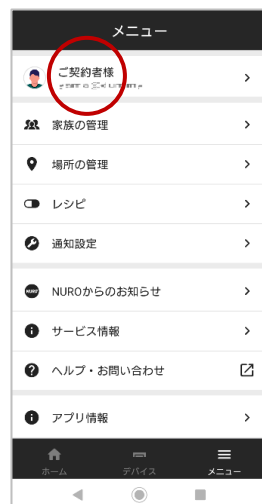 メニュー
ご契約者様
家族の管理
場所の管理
レシピ
通知設定
NURO
NUROからのお知らせ
サービス情報
ヘルプ・お問い合わせ
アプリ情報
ホーム
デバイス
メニュー